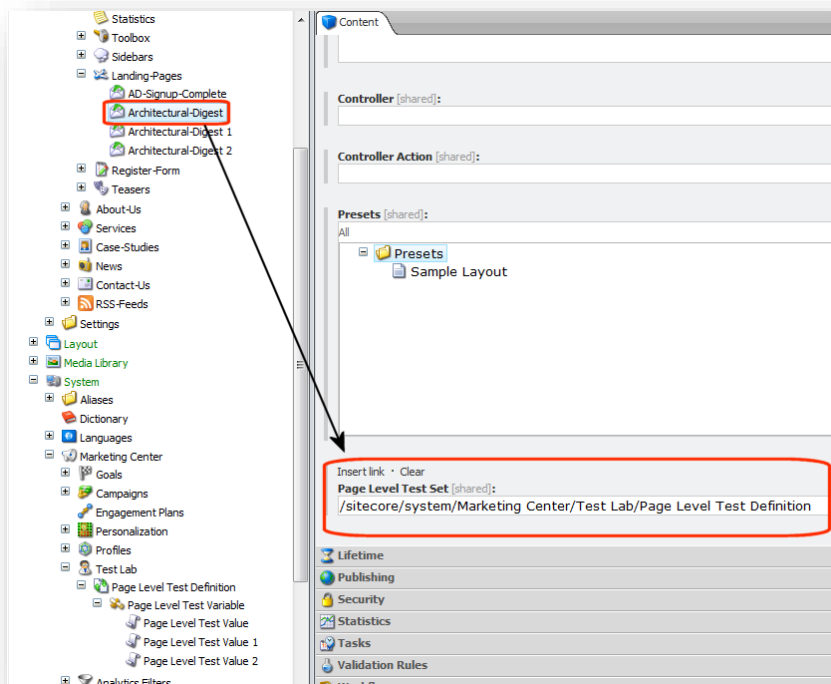 Statistics
Toolbox
Sidebars
Landing-Pages
AD-Signup-Complete
Architectural-Digest
Architectural-Digest 1
Architectural-Digest 2
Register-Form
Teasers
About-Us
Services
Case-Studies
News
Contact-Us
RSS-Feeds
Settings
Layout
Media Library
System
Aliases
Dictionary
Languages
Marketing Center
Goals
Campaigns
Engagement Plans
Personalization
Profiles
Test Lab
Page Level Test Definition
Page Level Test Variable
Page Level Test Value
Page Level Test Value 1
Page Level Test Value 2
Analytics Filters
Content
Controller [shared]:
Controller Action [shared]:
Presets [shared]:
All
Presets
Sample Layout
Insert link · Clear
Page Level Test Set [shared]:
/sitecore/system/Marketing Center/Test Lab/Page Level Test Definition
Lifetime
Publishing
Security
Statistics
Tasks
Validation Rules